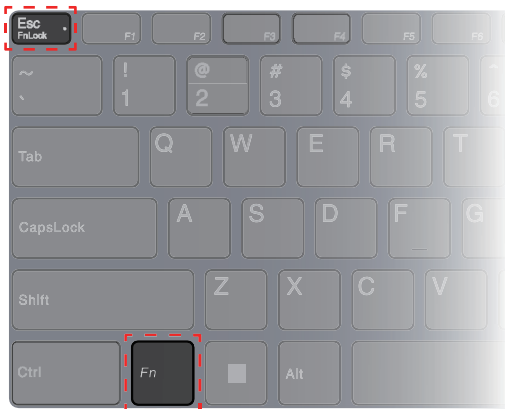 Esc
FnLock
F1
F2
F3
F4
F5
F6
~
`
!
1
@
2
#
3
$
4
%
5
^
6
Tab
Q
W
E
R
T
CapsLock
A
S
D
F
G
Shift
Z
X
C
V
Ctrl
Fn
Alt